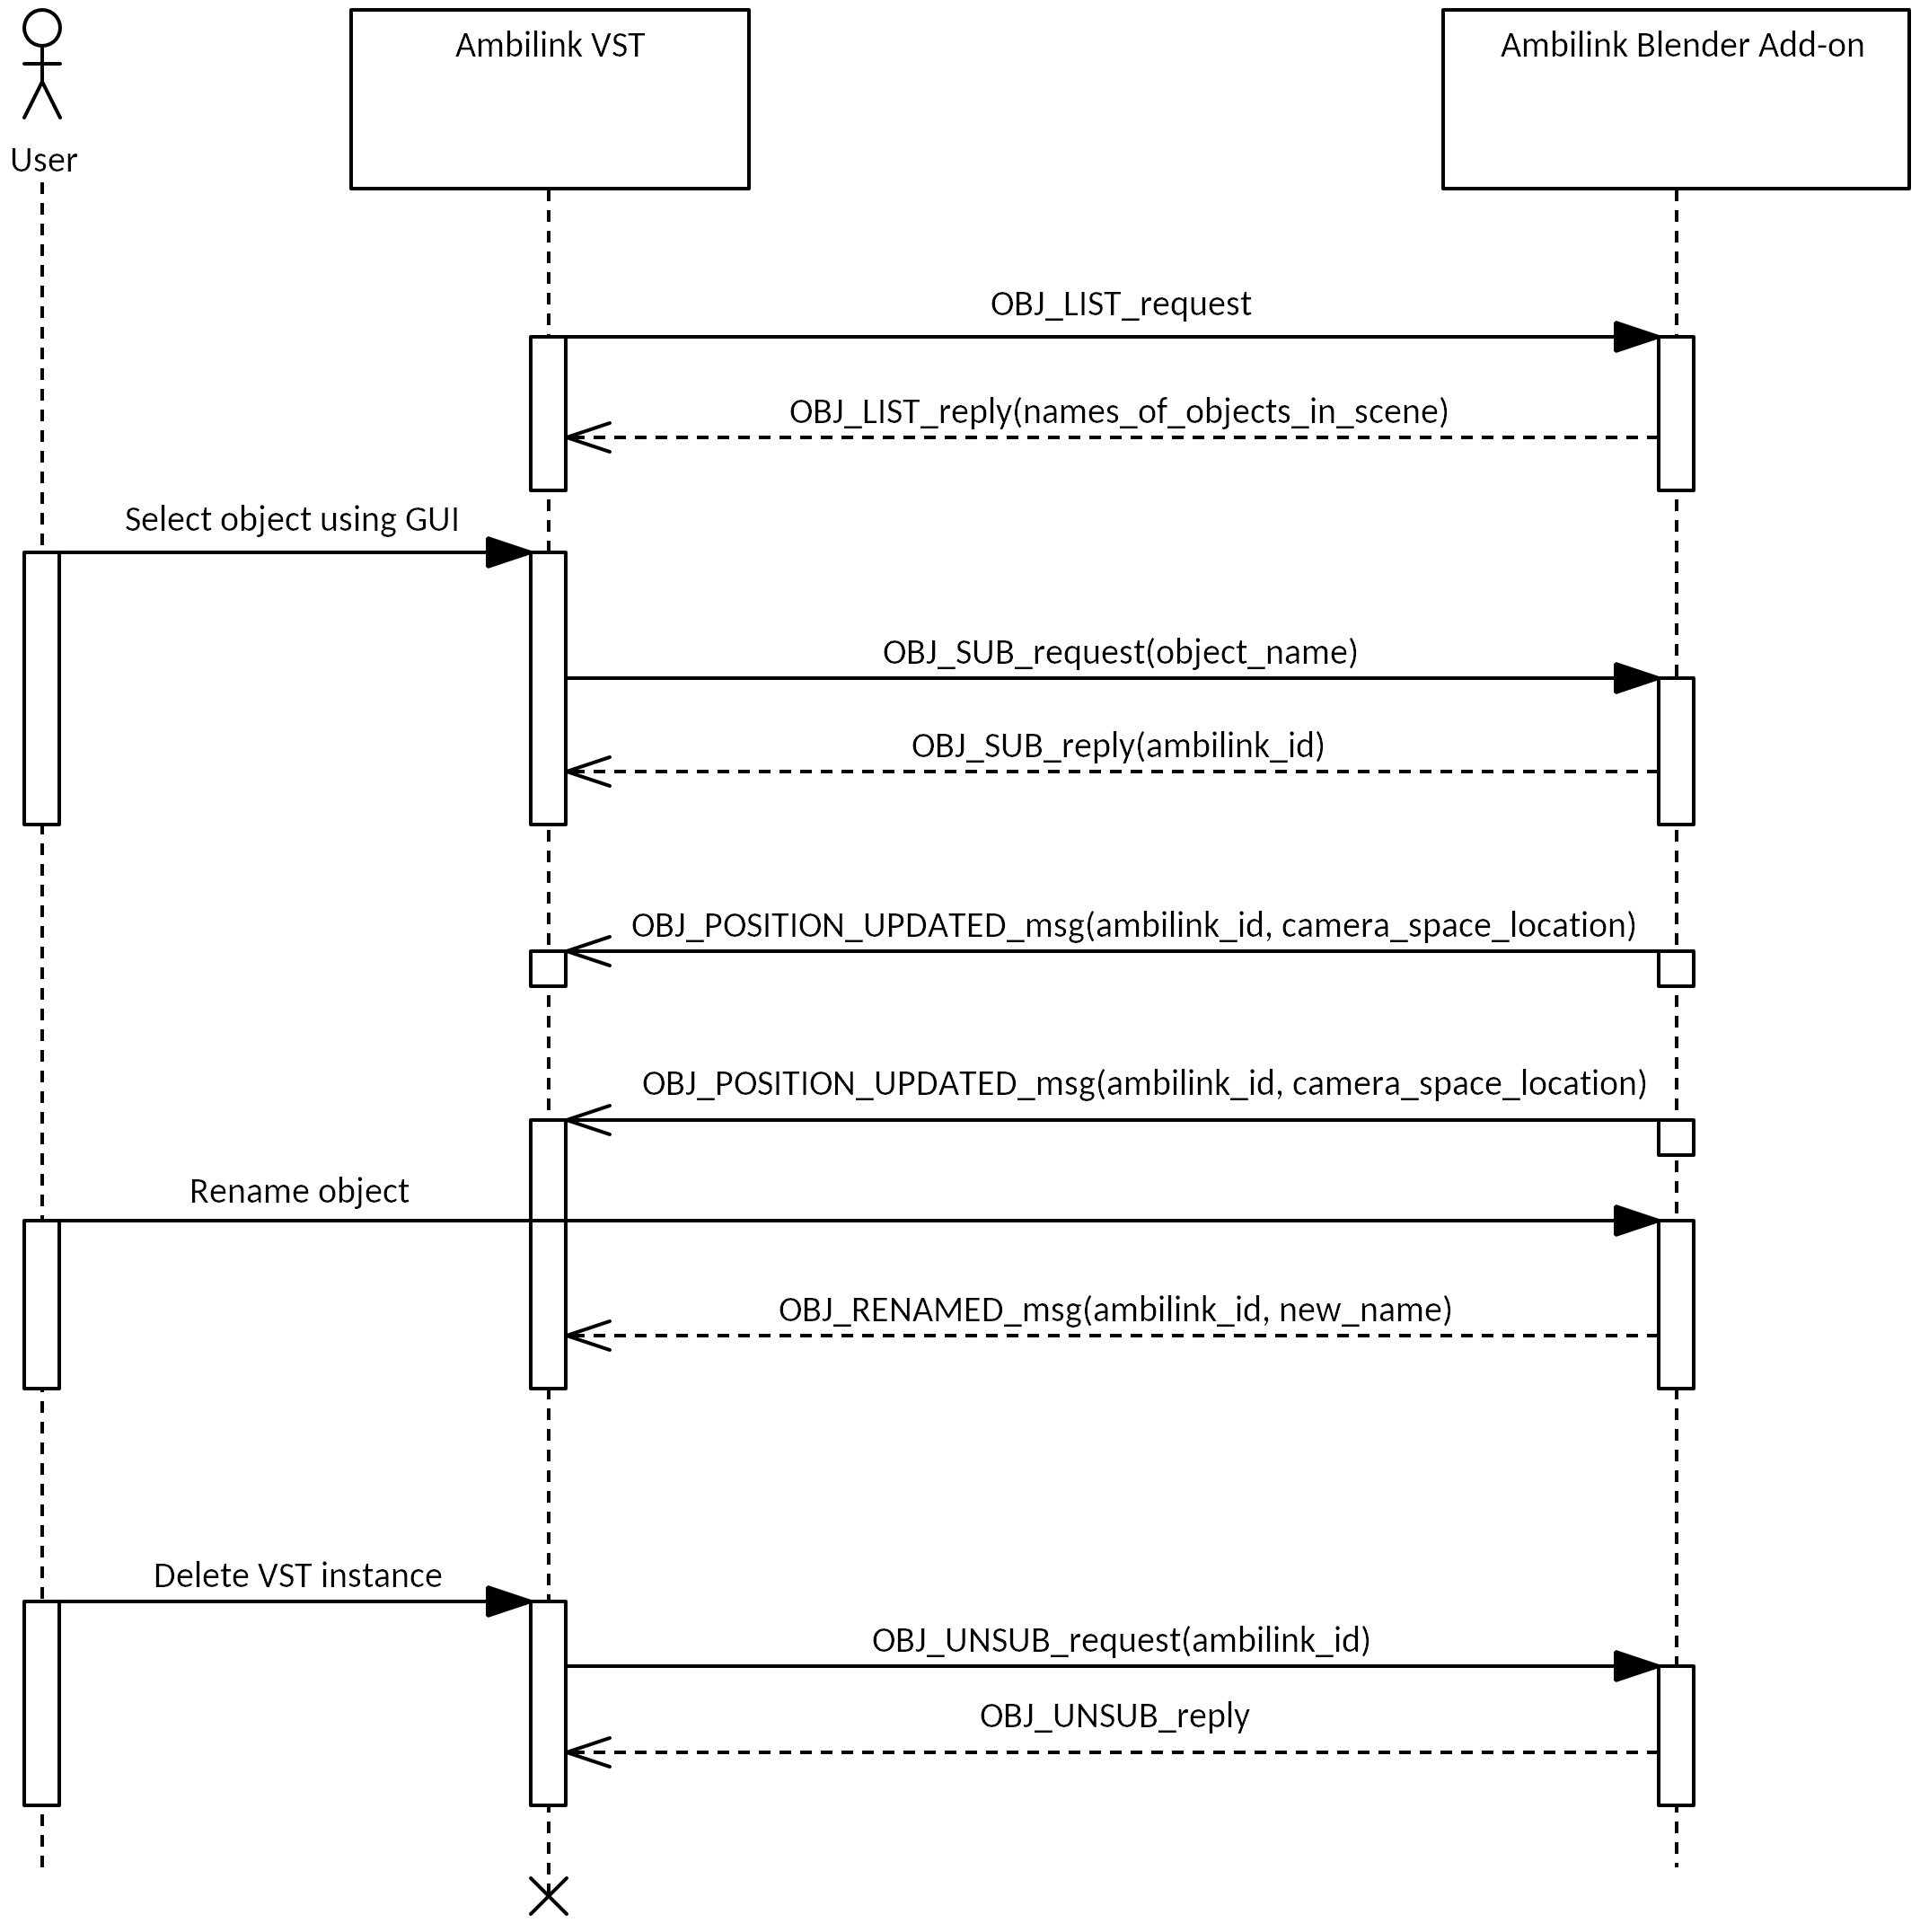 Ambilink VST
Ambilink Blender Add-on
User
OBJ_LIST_request
OBJ_LIST_reply(names_of_objects_in_scene)
Select object using GUI
OBJ_SUB_request(object_name)
OBJ_SUB_reply(ambilink_id)
OBJ_POSITION_UPDATED_msg(ambilink_id, camera_space_location)
OBJ_POSITION_UPDATED_msg(ambilink_id, camera_space_location)
Rename object
OBJ_RENAMED_msg(ambilink_id, new_name)
Delete VST instance
OBJ_UNSUB_request(ambilink_id)
OBJ_UNSUB_reply